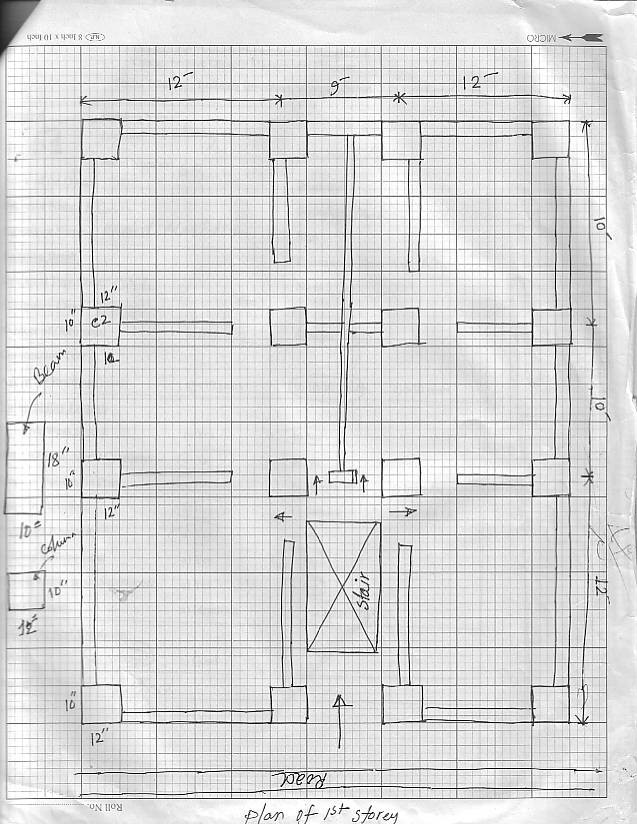 MICRO
8 Inch x 10 Inch
12'
9'
12'
10'
12"
10"
C2
Beam
10'
18"
10"
12"
10"
column
10"
12"
Stair
12'
10"
12"
Road
Roll No.
Plan of 1st Storey